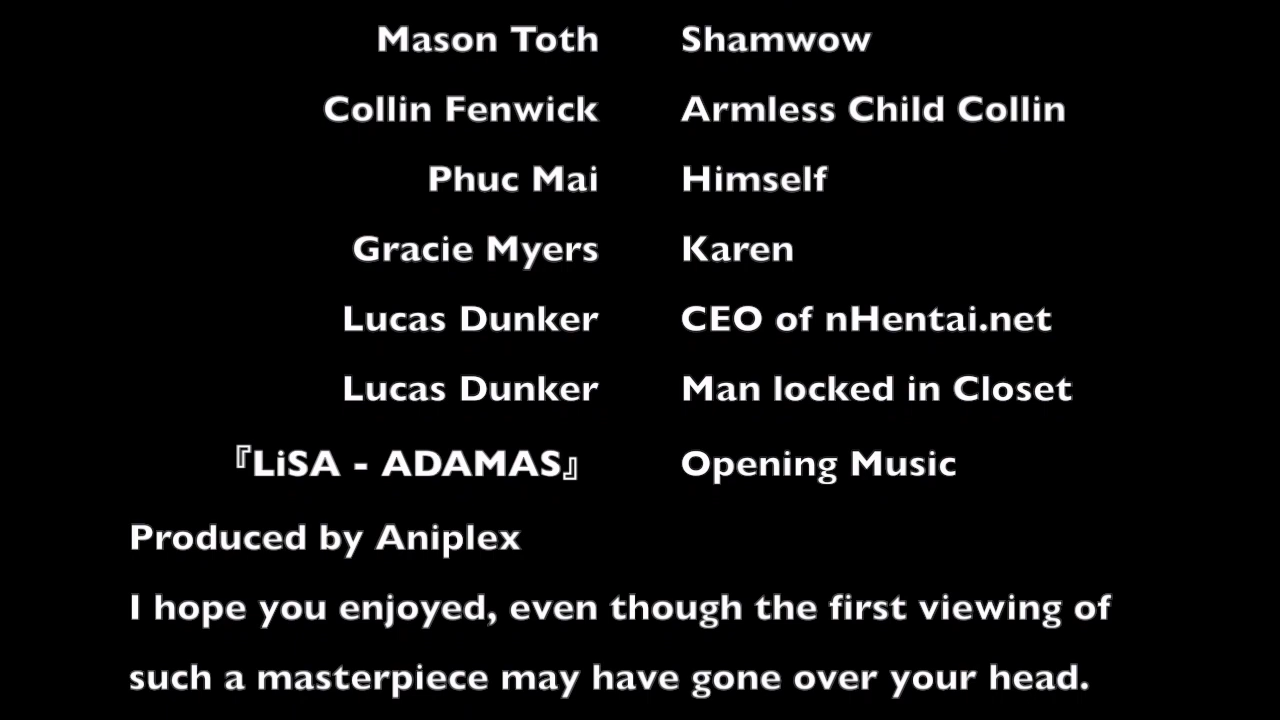 Mason Toth Shamwow
Collin Fenwick Armless Child Collin
Phuc Mai Himself
Gracie Myers Karen
Lucas Dunker CEO of nHentai.net
Lucas Dunker Man locked in Closet
『LiSA - ADAMAS』 Opening Music
Produced by Aniplex
I hope you enjoyed, even though the first viewing of
such a masterpiece may have gone over your head.